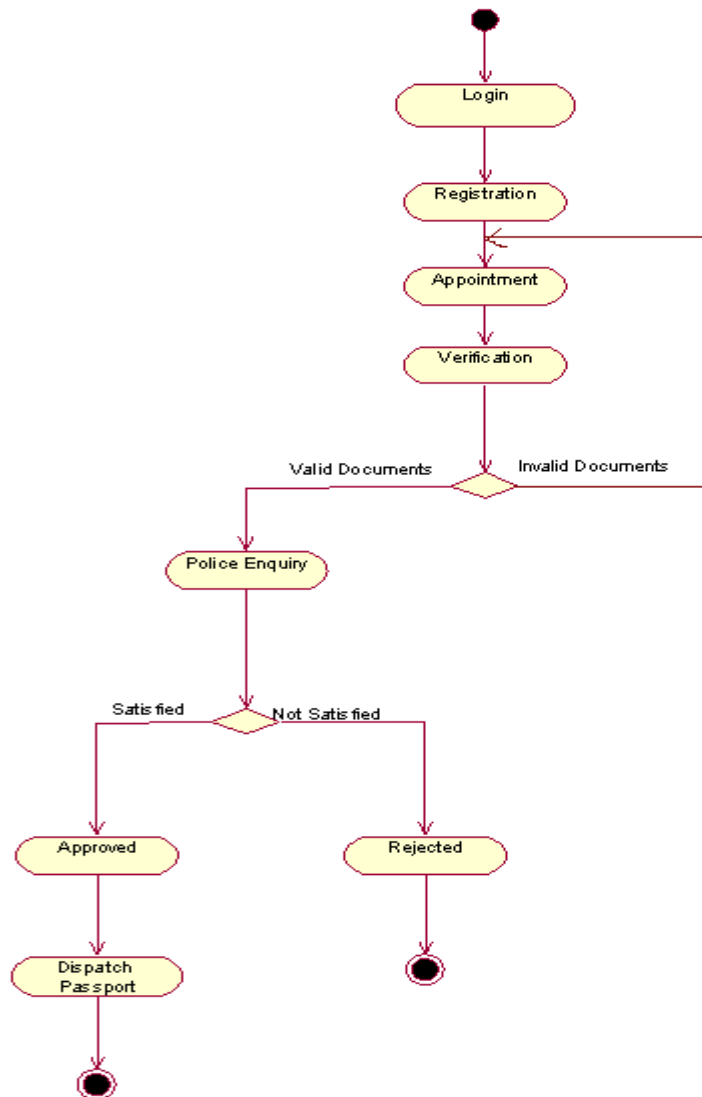 Login
Registration
Appointment
Verification
Valid Documents
Invalid Documents
Police Enquiry
Satisfied
Not Satisfied
Approved
Rejected
Dispatch
Passport